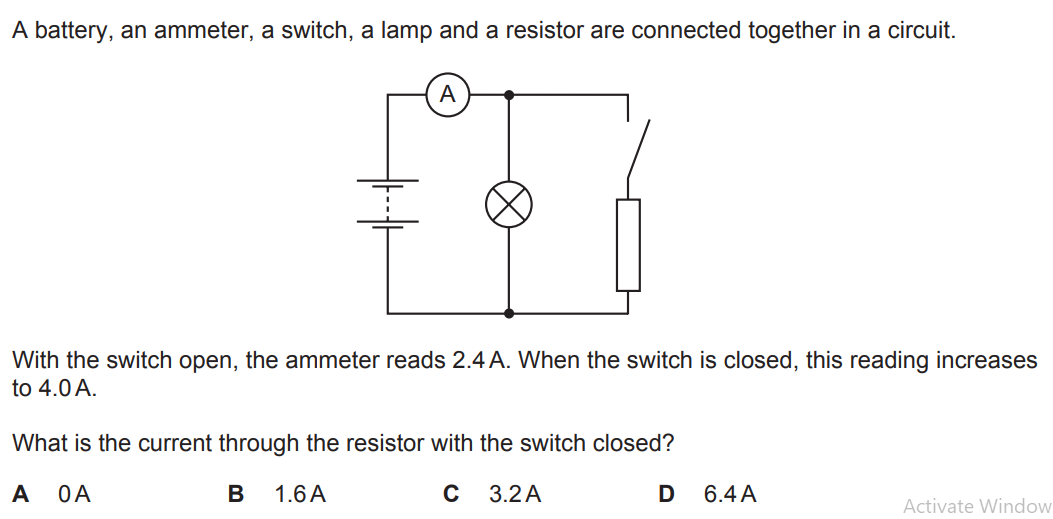 A battery, an ammeter, a switch, a lamp and a resistor are connected together in a circuit.
A
With the switch open, the ammeter reads 2.4 A. When the switch is closed, this reading increases
to 4.0 A.
What is the current through the resistor with the switch closed?
A 0 A B 1.6 A C 3.2 A D 6.4 A
Activate Window